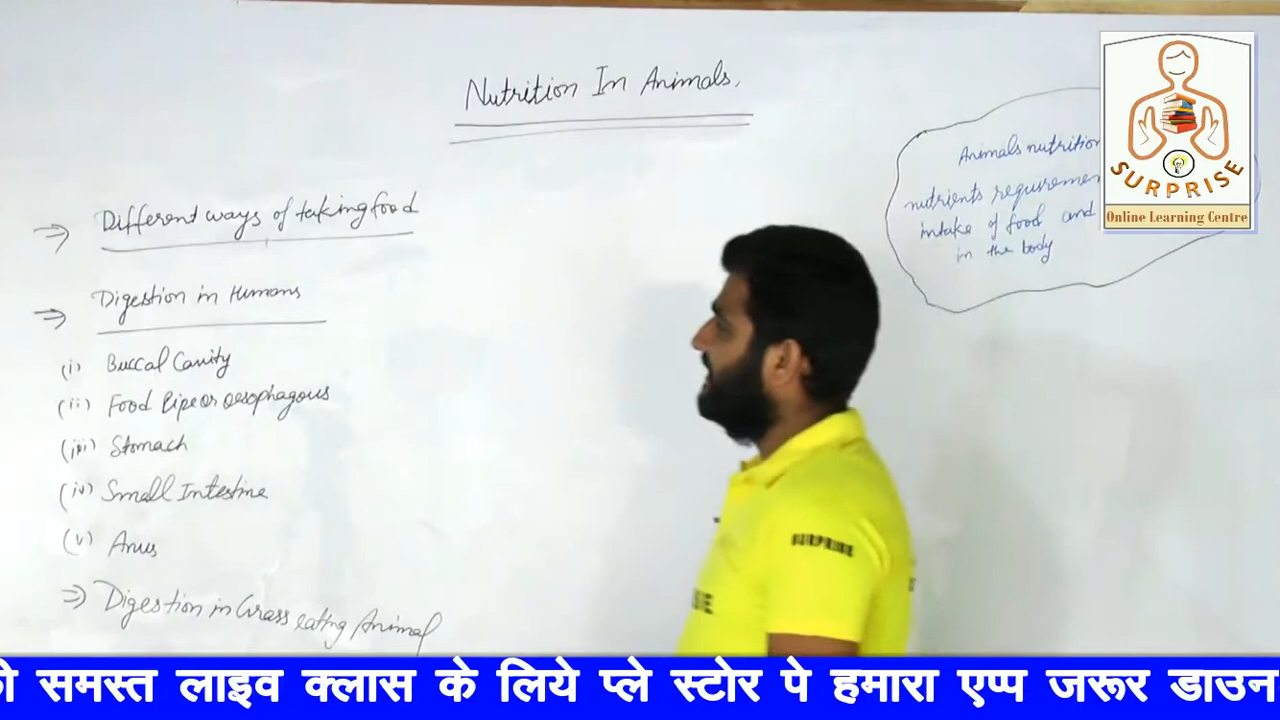 Nutrition In Animals.
Animals nutrition
nutrients requiremen
intake of food and
in the body
SURPRISE
Online Learning Centre
⇒ Different ways of taking food
⇒ Digestion in Humans
(i) Buccal Cavity
(ii) Food Pipe or oesophagous
(iii) Stomach
(iv) Small Intestine
(v) Anus
⇒ Digestion in Grass eating Animal
SURPRISE
ISE
समस्त लाइव क्लास के लिये प्ले स्टोर पे हमारा एप्प जरूर डाउन